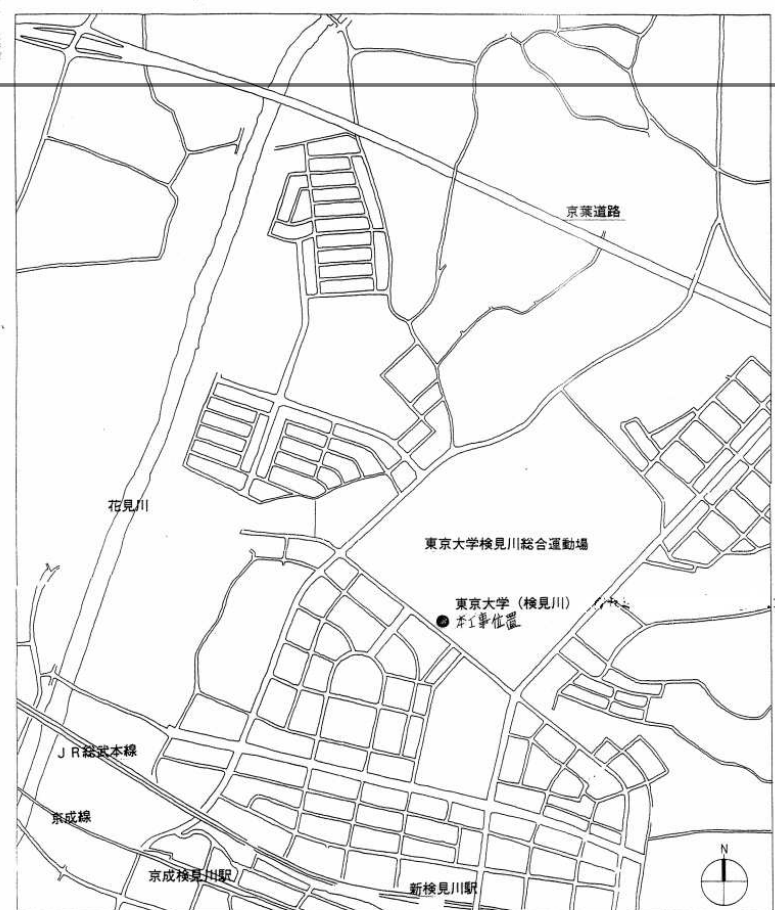 京葉道路
花見川
東京大学検見川総合運動場
東京大学(検見川)
本工事位置
JR総武本線
京成線
京成検見川駅
新検見川駅
N